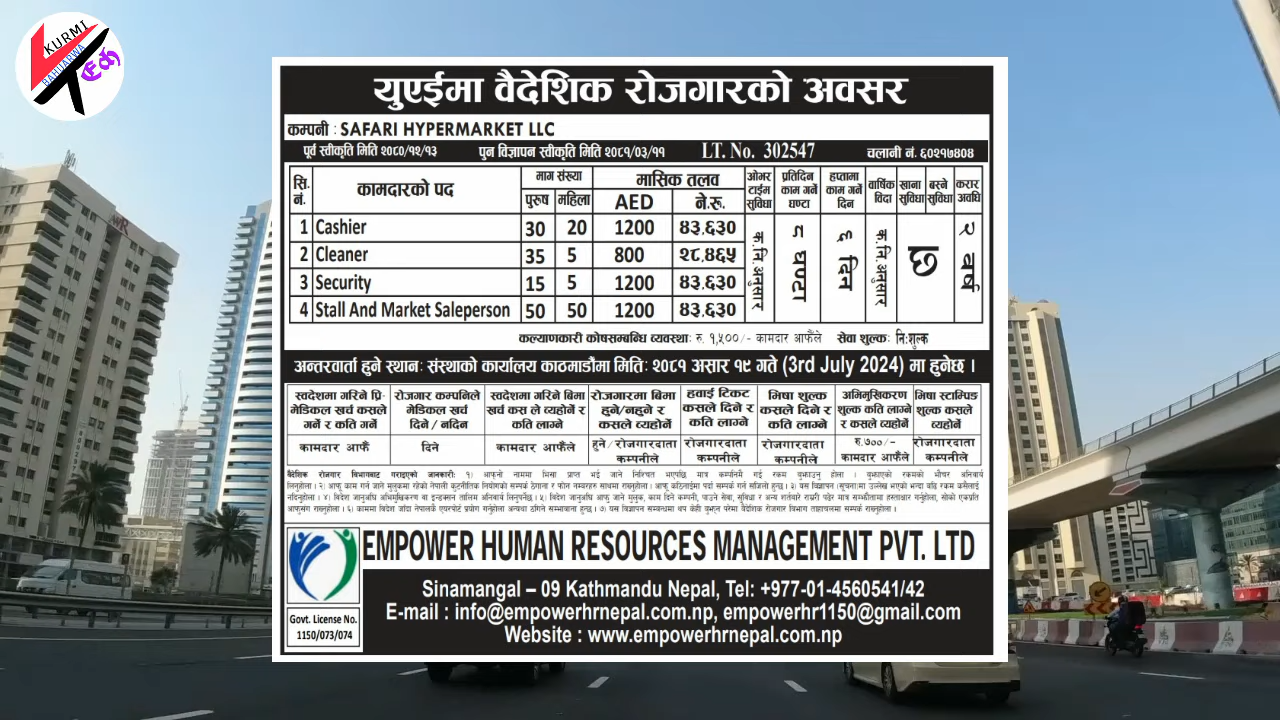 KURMI
MAHUARWA
एक
युएईमा वैदेशिक रोजगारको अवसर
कम्पनी : SAFARI HYPERMARKET LLC
पूर्व स्वीकृति मिति २०८०/१२/१३ पुन विज्ञापन स्वीकृति मिति २०८१/०३/११ LT. No. 302547 चलानी नं. ६०२१७४०४
सि. नं. कामदारको पद माग संख्या पुरुष महिला मासिक तलव AED ने.रु. ओभर टाईम सुविधा प्रतिदिन काम गर्ने घण्टा हप्तामा काम गर्ने दिन वार्षिक विदा खाना सुविधा बस्ने सुविधा करार अवधि
1 Cashier 30 20 1200 ४३,६३०
2 Cleaner 35 5 800 २८,४६५
3 Security 15 5 1200 ४३,६३०
4 Stall And Market Saleperson 50 50 1200 ४३,६३०
क.नि.अनुसार ८ घण्टा ६ दिन क.नि.अनुसार छ २ वर्ष
कल्याणकारी कोषसम्बन्धि व्यवस्था: रु. १,५००/- कामदार आफैंले सेवा शुल्क: नि:शुल्क
अन्तरवार्ता हुने स्थान: संस्थाको कार्यालय काठमाडौंमा मिति: २०८१ असार १९ गते (3rd July 2024) मा हुनेछ ।
स्वदेशमा गरिने प्रि-मेडिकल खर्च कसले गर्ने र कति गर्ने
रोजगार कम्पनिले मेडिकल खर्च दिने / नदिने
स्वदेशमा गरिने बिमा खर्च कस ले व्यहोर्ने र कति लाग्ने
रोजगारमा बिमा हुने/नहुने र कसले व्यहोर्ने
हवाई टिकट कसले दिने र कति लाग्ने
भिषा शुल्क कसले दिने र कति लाग्ने
अभिमुखिकरण शुल्क कति लाग्ने र कसले व्यहोर्ने
भिषा स्टाम्पिङ शुल्क कसले व्यहोर्ने
कामदार आफैँ
दिने
कामदार आफैंले
हुने/रोजगारदाता कम्पनीले
रोजगारदाता कम्पनीले
रोजगारदाता कम्पनीले
रु.७००/- कामदार आफैंले
रोजगारदाता कम्पनीले
वैदेशिक रोजगार विभागबाट गराइएको जानकारी:
EMPOWER HUMAN RESOURCES MANAGEMENT PVT. LTD
Govt. License No.
1150/073/074
Sinamangal – 09 Kathmandu Nepal, Tel: +977-01-4560541/42
E-mail : info@empowerhrnepal.com.np, empowerhr1150@gmail.com
Website : www.empowerhrnepal.com.np